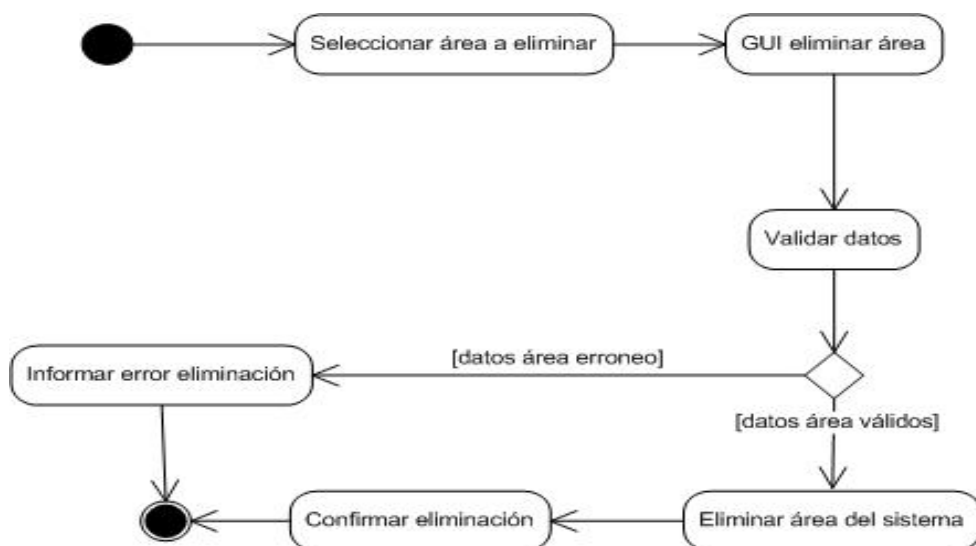 Seleccionar área a eliminar
GUI eliminar área
Validar datos
[datos área erroneo]
Informar error eliminación
[datos área válidos]
Confirmar eliminación
Eliminar área del sistema